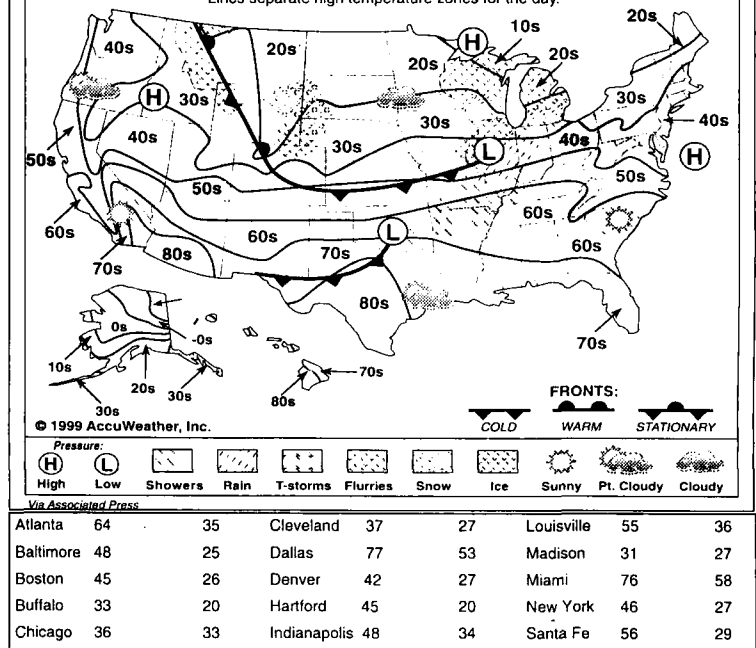 Lines separate high temperature zones for the day.
20s
10s
40s
20s
20s
20s
H
H
30s
30s
30s
30s
40s
40s
L
40s
H
50s
50s
50s
60s
60s
60s
60s
L
70s
80s
70s
80s
70s
0s
-0s
10s
20s
30s
30s
70s
80s
FRONTS:
© 1999 AccuWeather, Inc.
COLD WARM STATIONARY
Pressure:
H L
High Low Showers Rain T-storms Flurries Snow Ice Sunny Pt. Cloudy Cloudy
Via Associated Press
Atlanta 64 35 Cleveland 37 27 Louisville 55 36
Baltimore 48 25 Dallas 77 53 Madison 31 27
Boston 45 26 Denver 42 27 Miami 76 58
Buffalo 33 20 Hartford 45 20 New York 46 27
Chicago 36 33 Indianapolis 48 34 Santa Fe 56 29